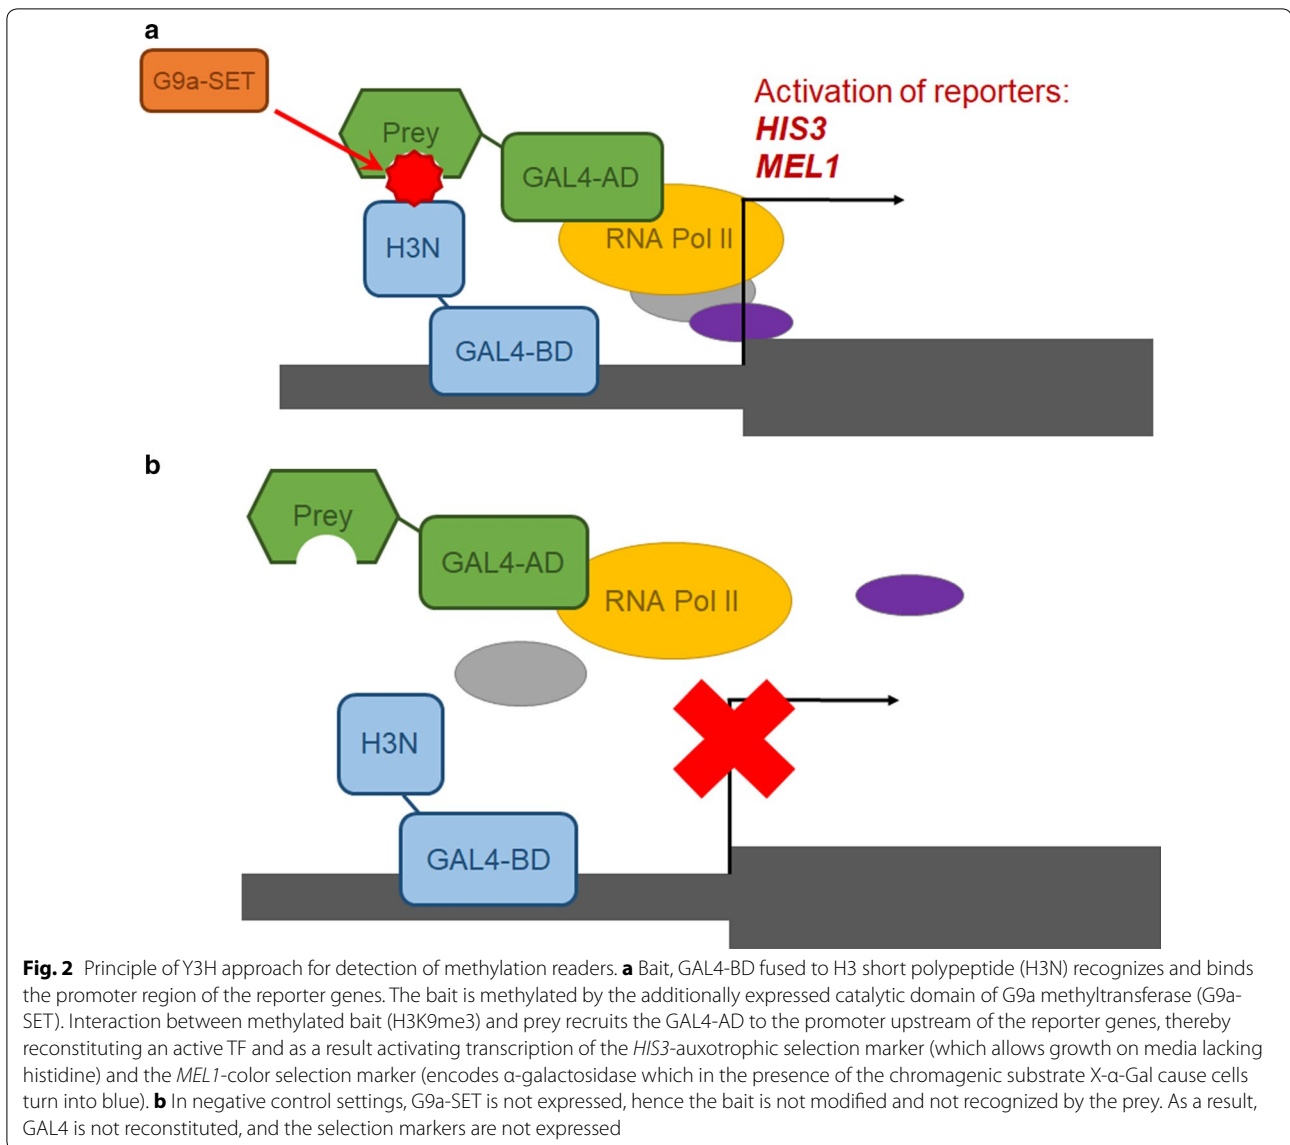 a
G9a-SET
Prey
GAL4-AD
Activation of reporters:
HIS3
MEL1
H3N
RNA Pol II
GAL4-BD
b
Prey
GAL4-AD
RNA Pol II
H3N
GAL4-BD
Fig. 2 Principle of Y3H approach for detection of methylation readers. a Bait, GAL4-BD fused to H3 short polypeptide (H3N) recognizes and binds
the promoter region of the reporter genes. The bait is methylated by the additionally expressed catalytic domain of G9a methyltransferase (G9a-
SET). Interaction between methylated bait (H3K9me3) and prey recruits the GAL4-AD to the promoter upstream of the reporter genes, thereby
reconstituting an active TF and as a result activating transcription of the HIS3-auxotrophic selection marker (which allows growth on media lacking
histidine) and the MEL1-color selection marker (encodes α-galactosidase which in the presence of the chromagenic substrate X-α-Gal cause cells
turn into blue). b In negative control settings, G9a-SET is not expressed, hence the bait is not modified and not recognized by the prey. As a result,
GAL4 is not reconstituted, and the selection markers are not expressed